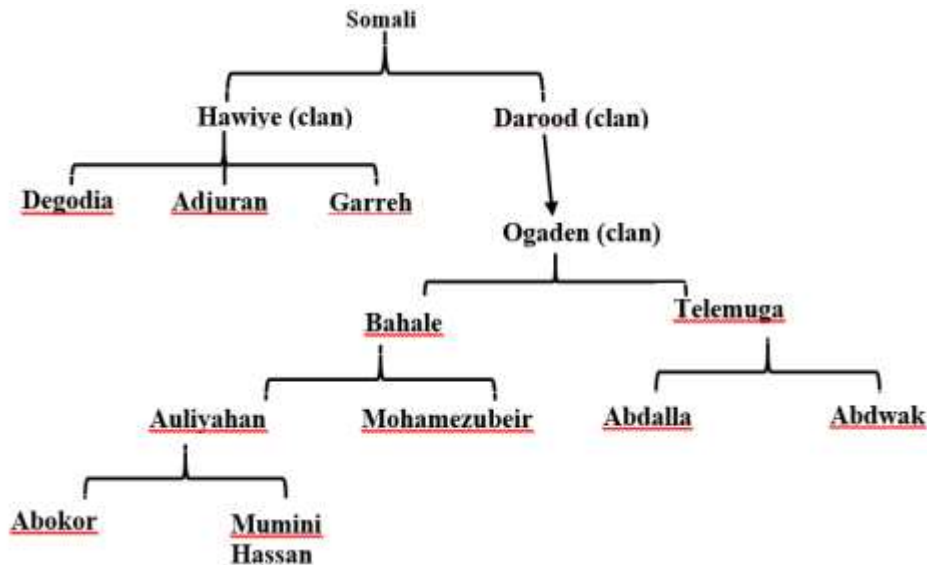 Somali
Hawiye (clan)
Darood (clan)
Degodia
Adjuran
Garreh
Ogaden (clan)
Bahale
Telemuga
Auliyahan
Mohamezubeir
Abdalla
Abdwak
Abokor
Mumini
Hassan